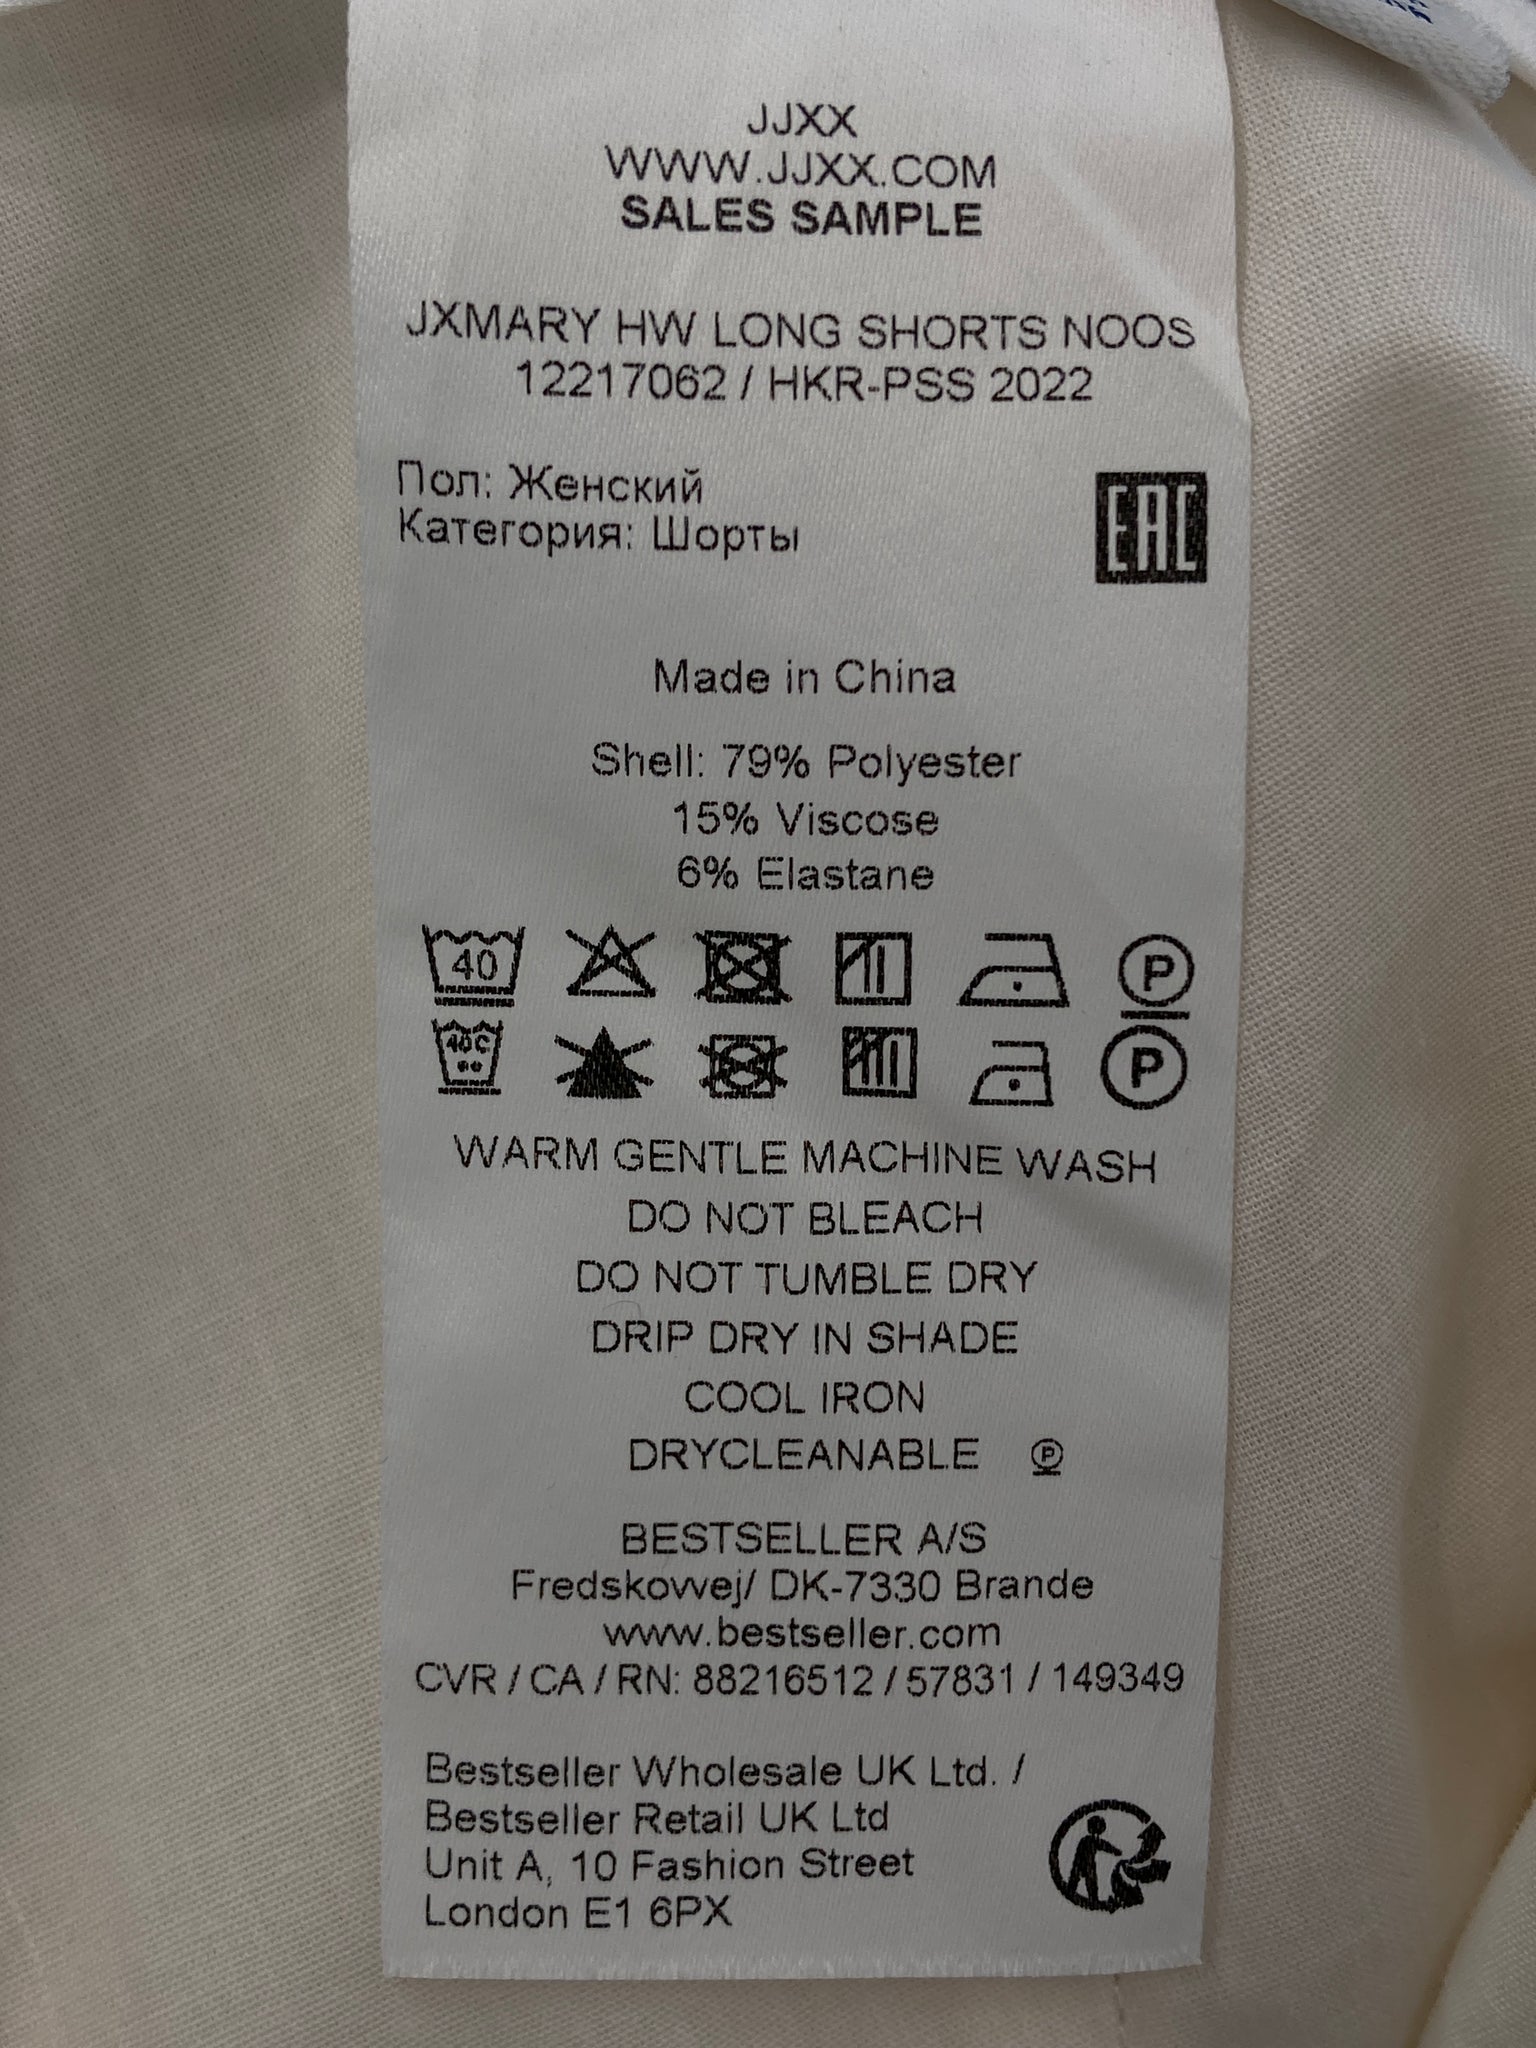 JJXX
WWW.JJXX.COM
SALES SAMPLE
JXMARY HW LONG SHORTS NOOS
12217062 / HKR-PSS 2022
Пол: Женский
Категория: Шорты
EAC
Made in China
Shell: 79% Polyester
15% Viscose
6% Elastane
40 P
40C P
WARM GENTLE MACHINE WASH
DO NOT BLEACH
DO NOT TUMBLE DRY
DRIP DRY IN SHADE
COOL IRON
DRYCLEANABLE P
BESTSELLER A/S
Fredskovvej/ DK-7330 Brande
www.bestseller.com
CVR / CA / RN: 88216512 / 57831 / 149349
Bestseller Wholesale UK Ltd. /
Bestseller Retail UK Ltd
Unit A, 10 Fashion Street
London E1 6PX